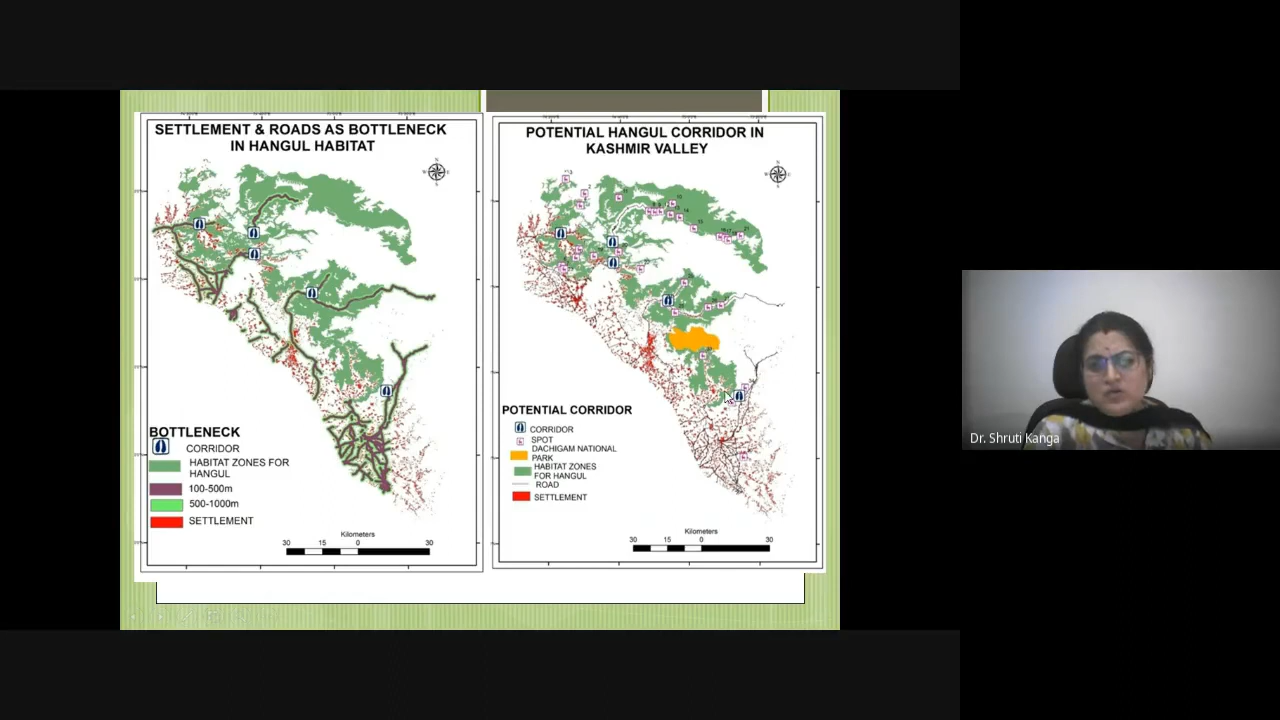 SETTLEMENT & ROADS AS BOTTLENECK
IN HANGUL HABITAT
BOTTLENECK
CORRIDOR
HABITAT ZONES FOR
HANGUL
100-500m
500-1000m
SETTLEMENT
Kilometers
30 15 0 30
POTENTIAL HANGUL CORRIDOR IN
KASHMIR VALLEY
POTENTIAL CORRIDOR
CORRIDOR
SPOT
DACHIGAM NATIONAL
PARK
HABITAT ZONES
FOR HANGUL
ROAD
SETTLEMENT
Kilometers
30 15 0 30
Dr. Shruti Kanga